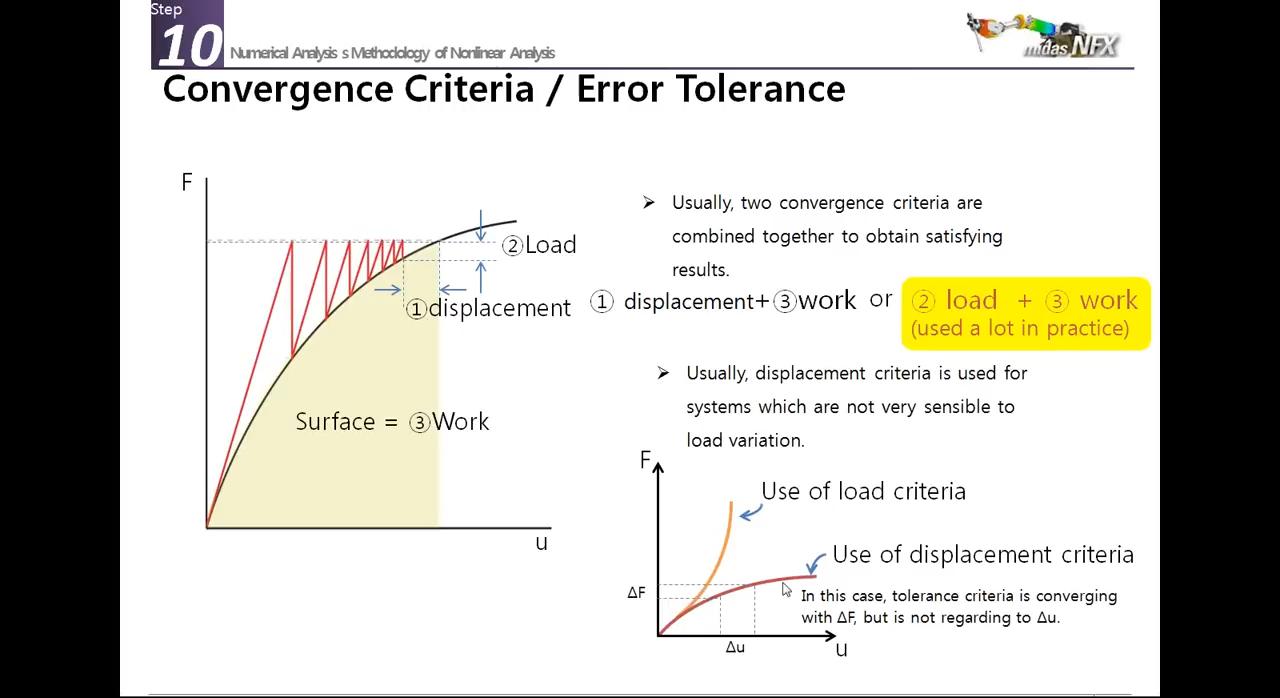 Step
10
Numerical Analysis s Methodology of Nonlinear Analysis
midas NFX
Convergence Criteria / Error Tolerance
F
②Load
①displacement
Surface = ③Work
u
Usually, two convergence criteria are
combined together to obtain satisfying
results.
① displacement+③work or ② load + ③ work
(used a lot in practice)
Usually, displacement criteria is used for
systems which are not very sensible to
load variation.
F
Use of load criteria
Use of displacement criteria
ΔF
In this case, tolerance criteria is converging
with ΔF, but is not regarding to Δu.
Δu
u